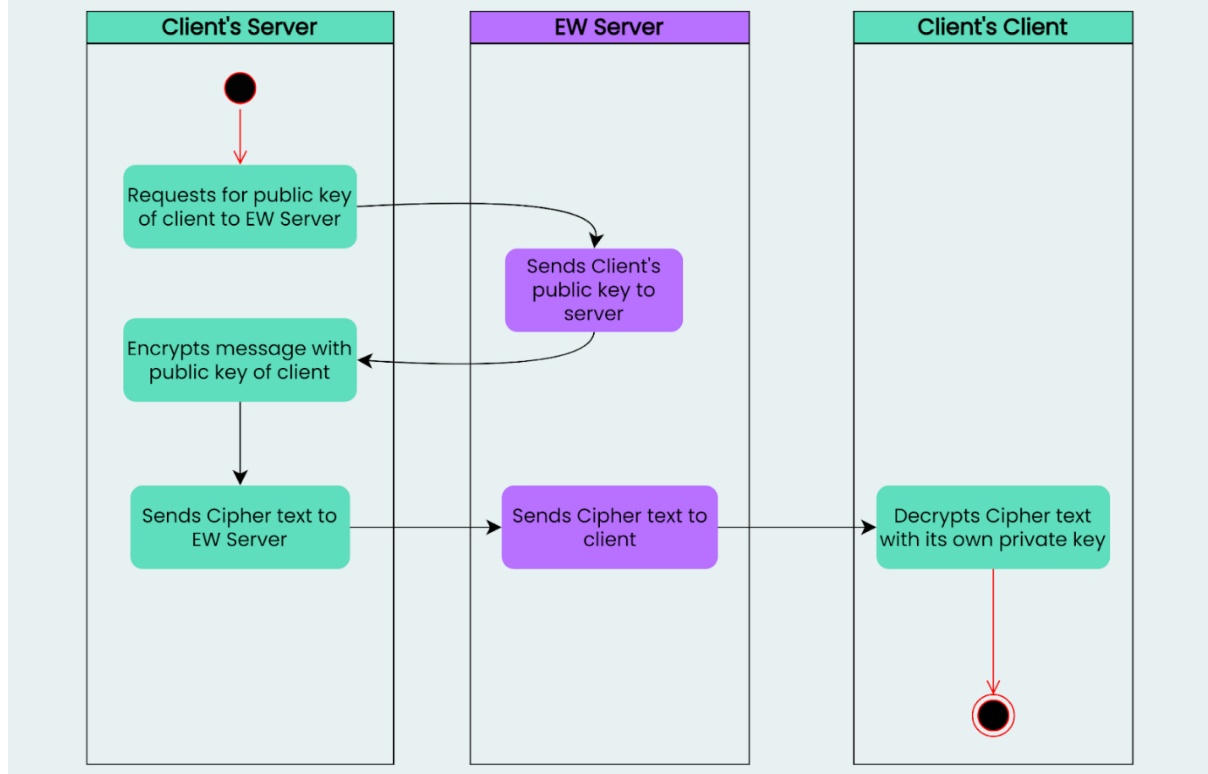 Client's Server
EW Server
Client's Client
Requests for public key
of client to EW Server
Sends Client's
public key to
server
Encrypts message with
public key of client
Sends Cipher text to
EW Server
Sends Cipher text to
client
Decrypts Cipher text
with its own private key